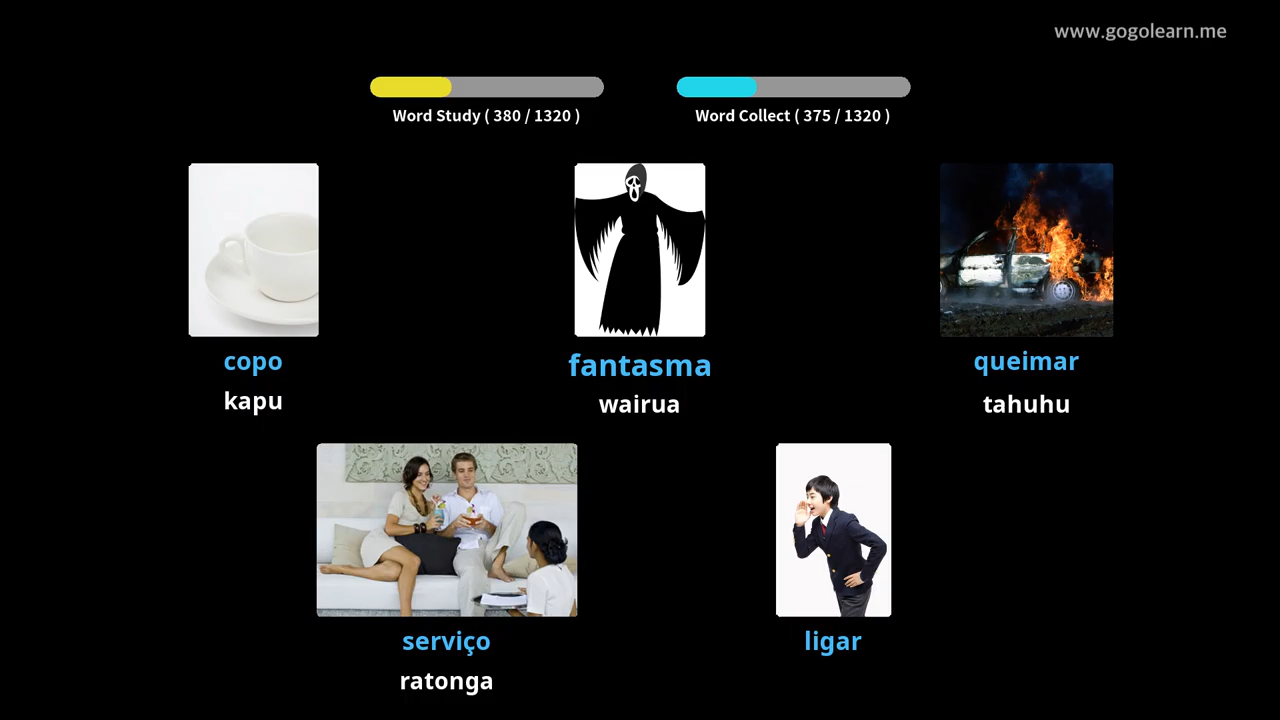 www.gogolearn.me
Word Study ( 380 / 1320 )
Word Collect ( 375 / 1320 )
copo
kapu
fantasma
wairua
queimar
tahuhu
serviço
ratonga
ligar